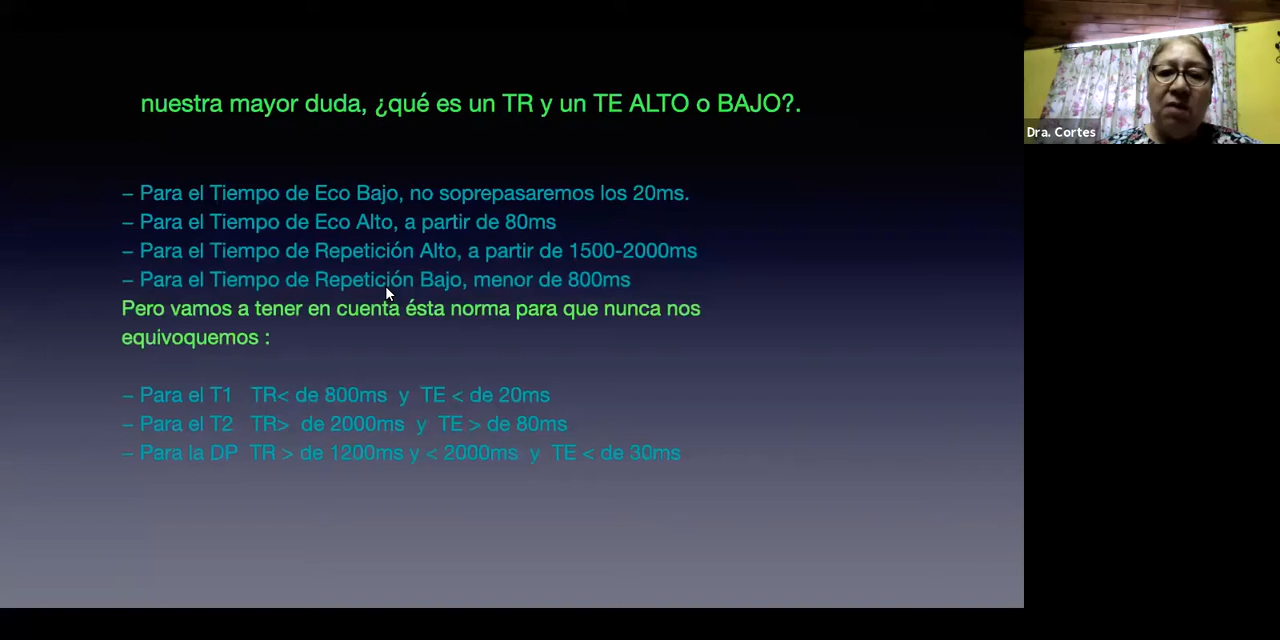 nuestra mayor duda, ¿qué es un TR y un TE ALTO o BAJO?.
– Para el Tiempo de Eco Bajo, no soprepasaremos los 20ms.
– Para el Tiempo de Eco Alto, a partir de 80ms
– Para el Tiempo de Repetición Alto, a partir de 1500-2000ms
– Para el Tiempo de Repetición Bajo, menor de 800ms
Pero vamos a tener en cuenta ésta norma para que nunca nos
equivoquemos :
– Para el T1 TR< de 800ms y TE < de 20ms
– Para el T2 TR> de 2000ms y TE > de 80ms
– Para la DP TR > de 1200ms y < 2000ms y TE < de 30ms
Dra. Cortes